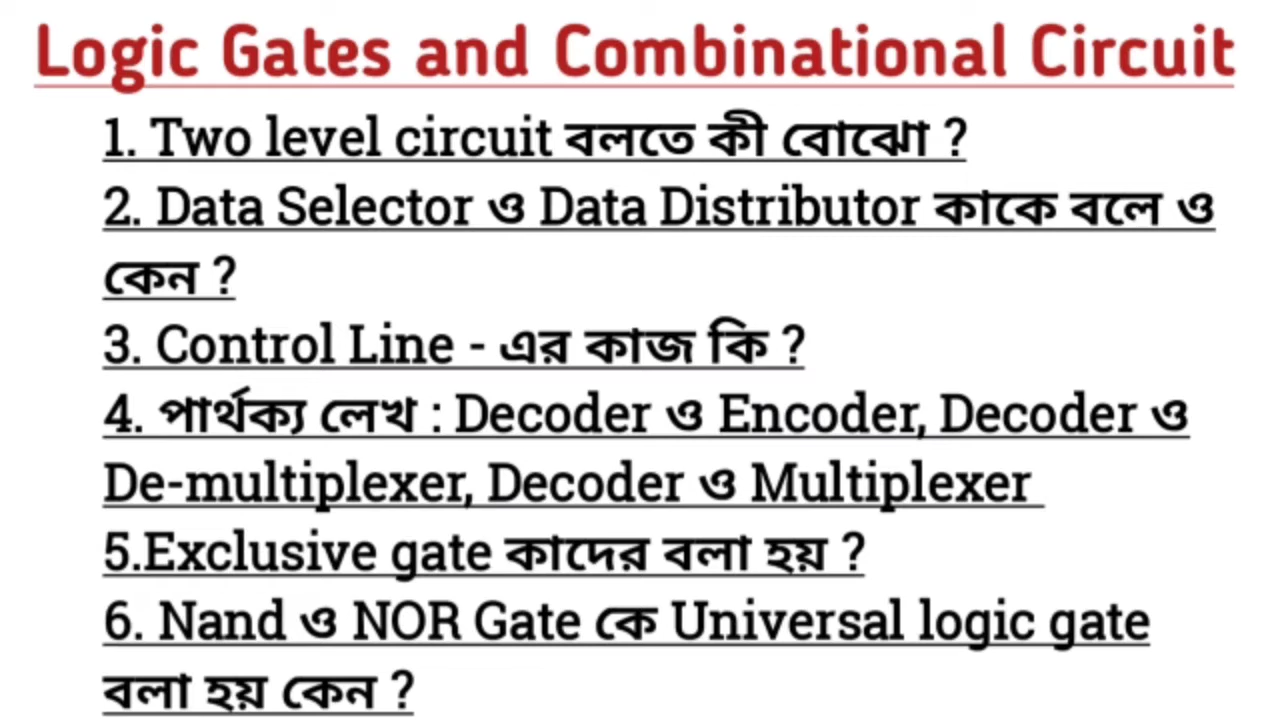 Logic Gates and Combinational Circuit
1. Two level circuit বলতে কী বোঝো ?
2. Data Selector ও Data Distributor কাকে বলে ও
কেন ?
3. Control Line - এর কাজ কি ?
4. পার্থক্য লেখ : Decoder ও Encoder, Decoder ও
De-multiplexer, Decoder ও Multiplexer
5.Exclusive gate কাদের বলা হয় ?
6. Nand ও NOR Gate কে Universal logic gate
বলা হয় কেন ?